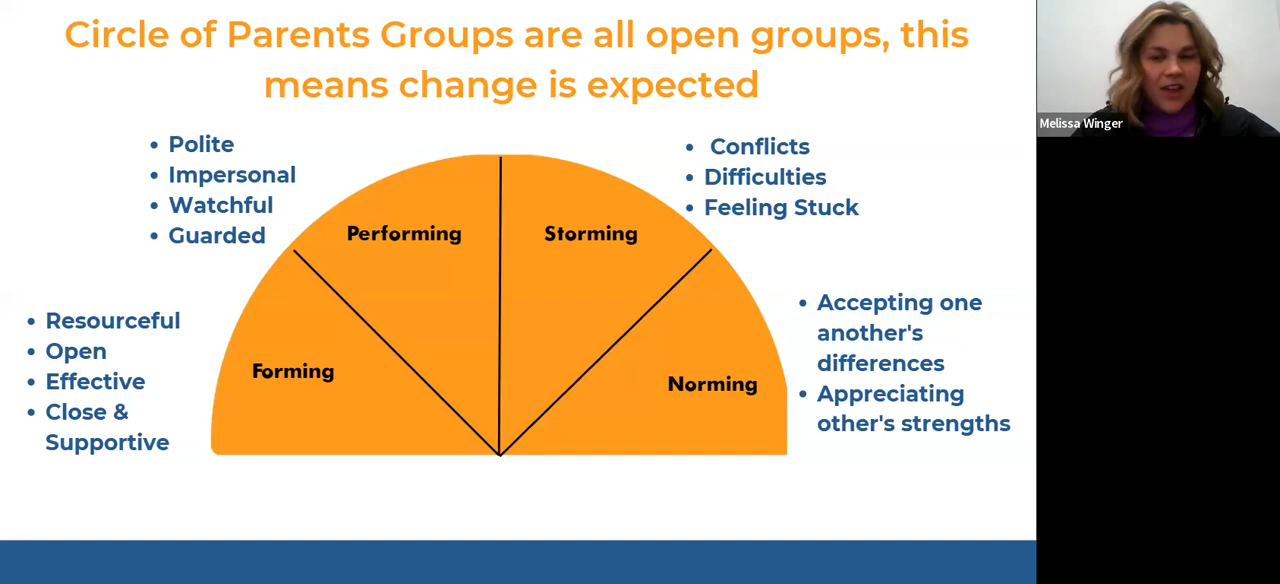 Circle of Parents Groups are all open groups, this
means change is expected
• Polite
• Impersonal
• Watchful
• Guarded
• Conflicts
• Difficulties
• Feeling Stuck
Performing
Storming
• Resourceful
• Open
• Effective
• Close &
Supportive
Forming
Norming
• Accepting one
another's
differences
• Appreciating
other's strengths
Melissa Winger